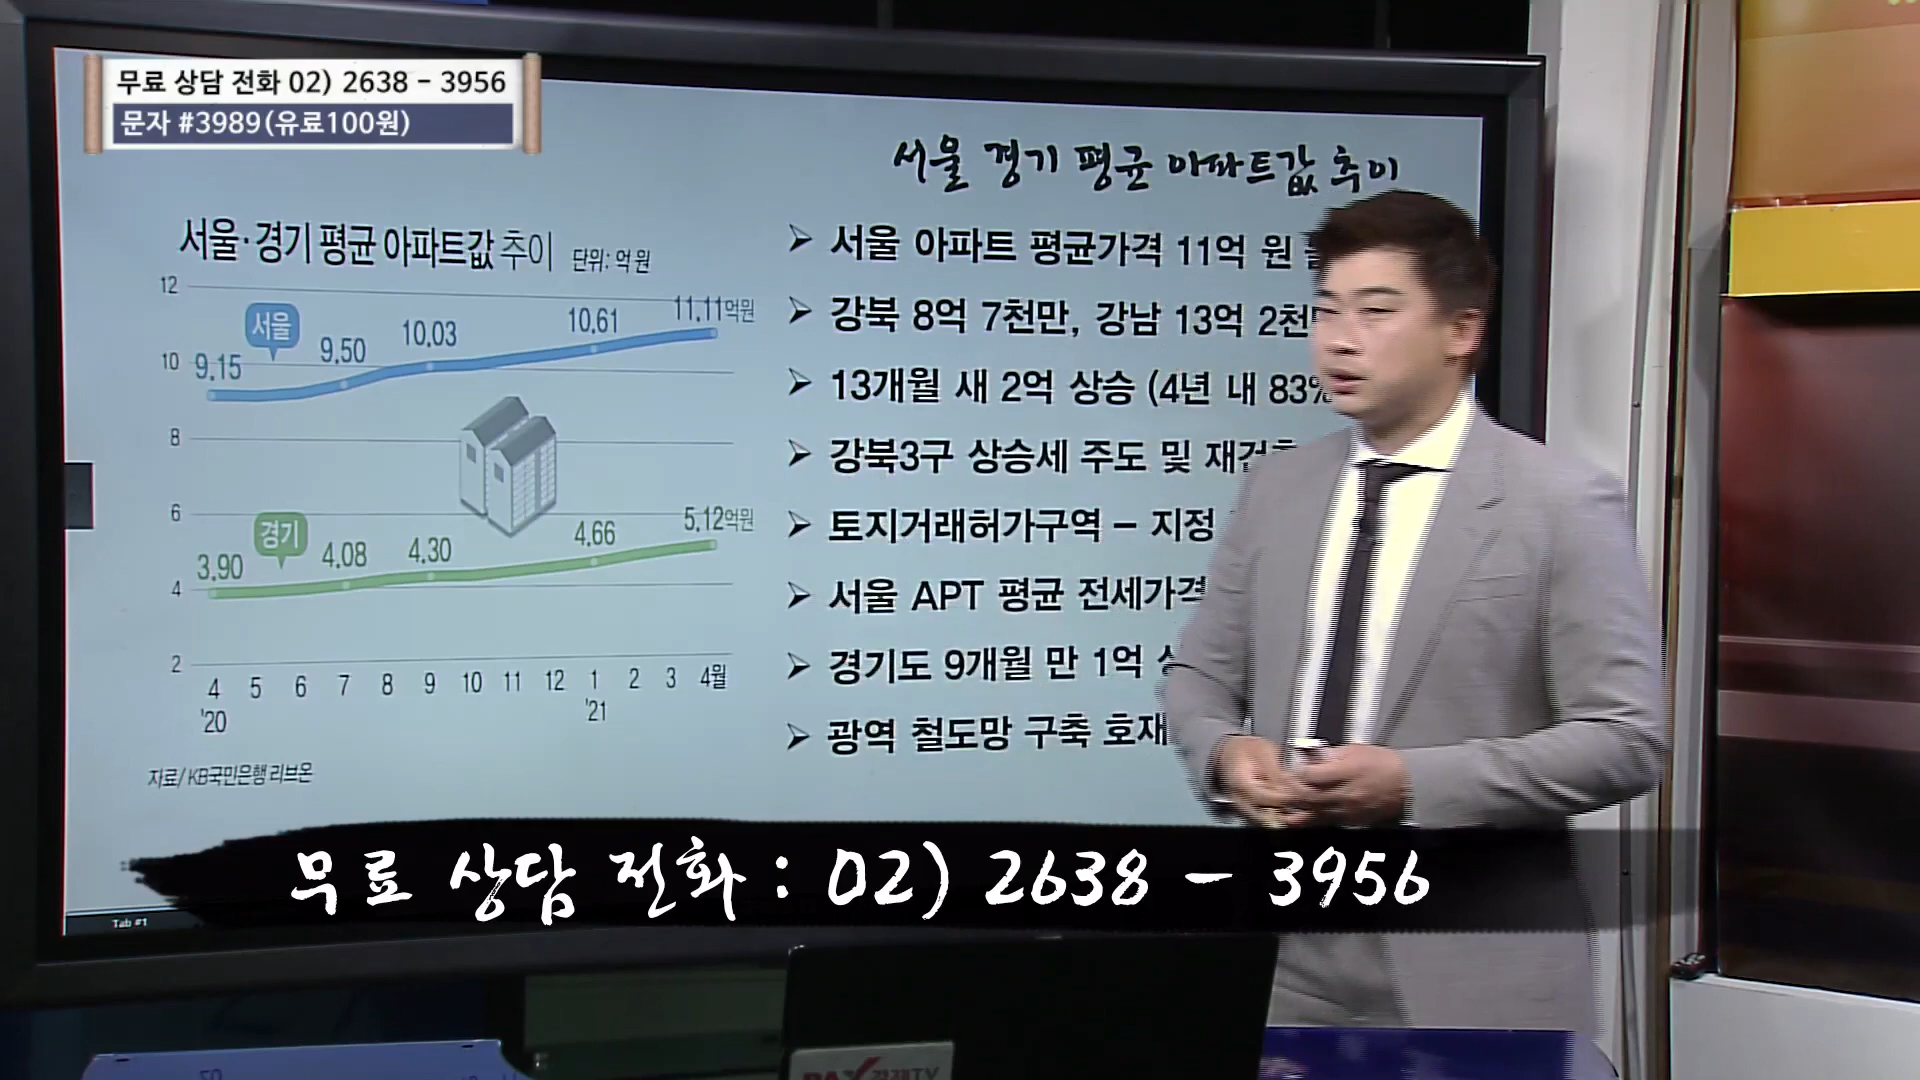 무료 상담 전화 02) 2638 - 3956
문자 #3989(유료100원)
서울 경기 평균 아파트값 추이
서울·경기 평균 아파트값 추이 단위: 억 원
12
서울
9.15
9.50
10.03
10.61
11.11억원
10
8
6
경기
3.90
4.08
4.30
4.66
5.12억원
4
2
4 5 6 7 8 9 10 11 12 1 2 3 4월
'20 '21
자료/KB국민은행 리브온
➢ 서울 아파트 평균가격 11억 원
➢ 강북 8억 7천만, 강남 13억 2천
➢ 13개월 새 2억 상승 (4년 내 83%
➢ 강북3구 상승세 주도 및
➢ 토지거래허가구역 – 지정
➢ 서울 APT 평균 전세가격
➢ 경기도 9개월 만 1억
➢ 광역 철도망 구축 호재
무료 상담 전화 : 02) 2638 - 3956
Tab #1
경제TV